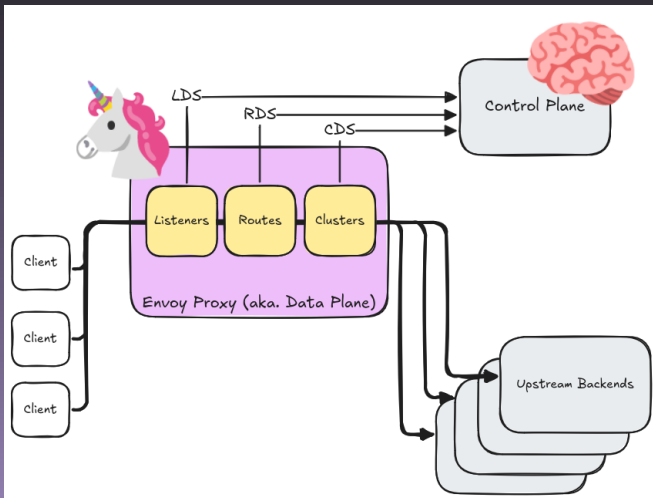 LDS
RDS
CDS
Control Plane
Listeners
Routes
Clusters
Envoy Proxy (aka. Data Plane)
Client
Client
Client
Upstream Backends